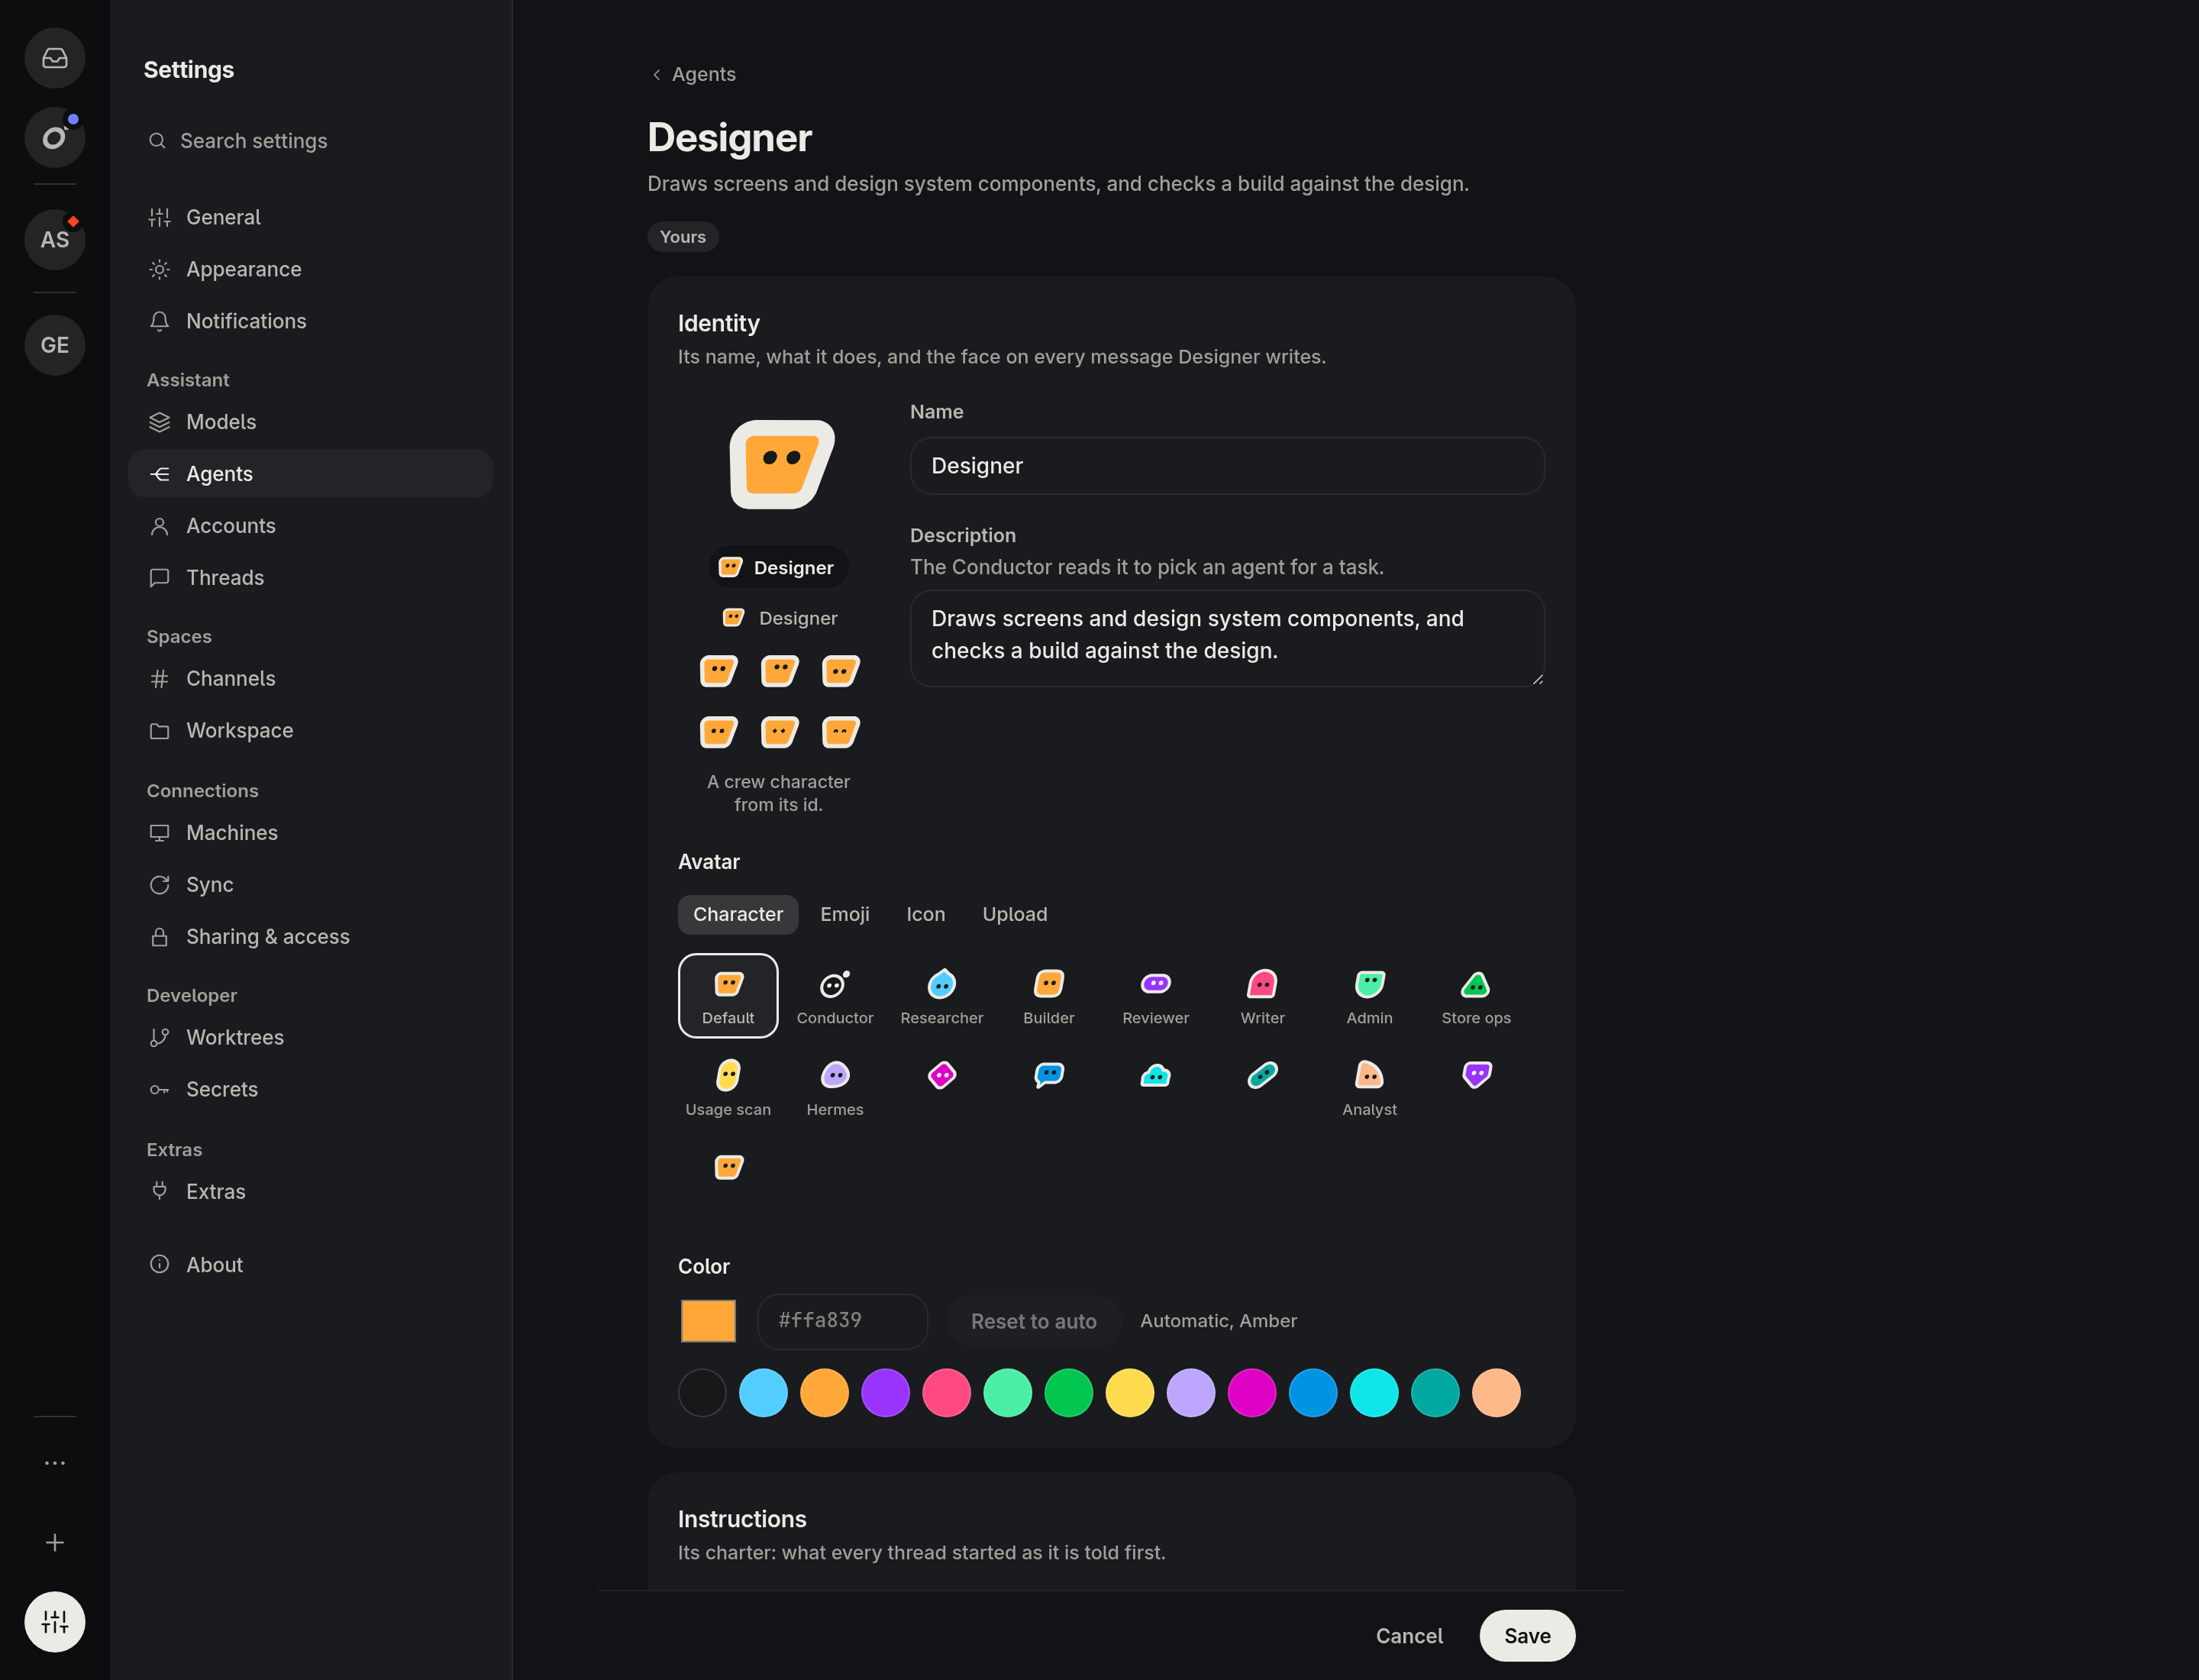 AS
GE
Settings
Search settings
General
Appearance
Notifications
Assistant
Models
Agents
Accounts
Threads
Spaces
Channels
Workspace
Connections
Machines
Sync
Sharing & access
Developer
Worktrees
Secrets
Extras
Extras
About
Agents
Designer
Draws screens and design system components, and checks a build against the design.
Yours
Identity
Its name, what it does, and the face on every message Designer writes.
Designer
Designer
A crew character
from its id.
Name
Designer
Description
The Conductor reads it to pick an agent for a task.
Draws screens and design system components, and
checks a build against the design.
Avatar
Character Emoji Icon Upload
Default Conductor Researcher Builder Reviewer Writer Admin Store ops
Usage scan Hermes Analyst
Color
#ffa839 Reset to auto Automatic, Amber
Instructions
Its charter: what every thread started as it is told first.
Cancel Save